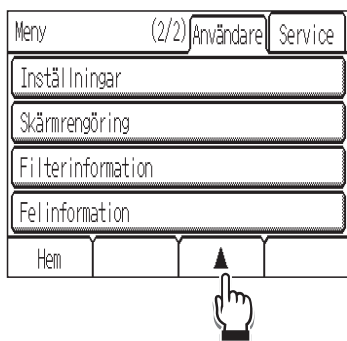 Meny (2/2) Användare Service
Inställningar
Skärmrengöring
Filterinformation
Felinformation
Hem ▲